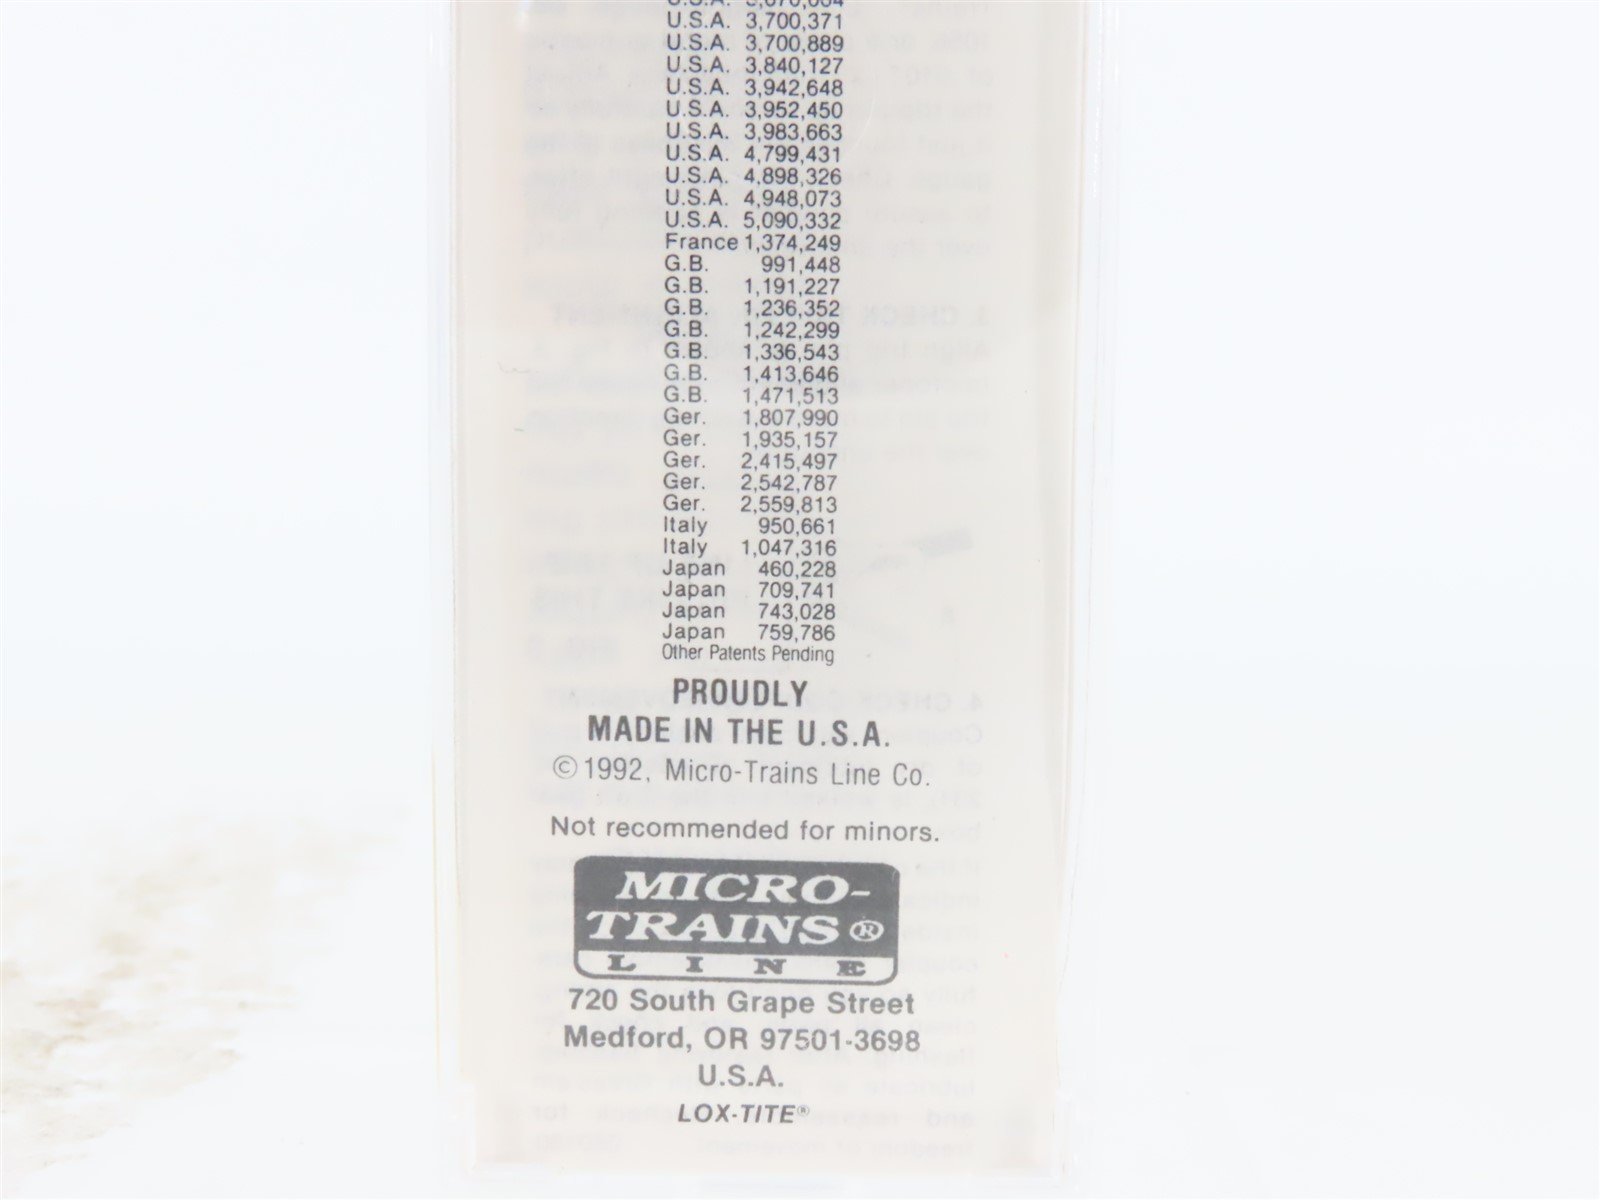 U.S.A. 3,670,604
U.S.A. 3,700,371
U.S.A. 3,700,889
U.S.A. 3,840,127
U.S.A. 3,942,648
U.S.A. 3,952,450
U.S.A. 3,983,663
U.S.A. 4,799,431
U.S.A. 4,898,326
U.S.A. 4,948,073
U.S.A. 5,090,332
France 1,374,249
G.B. 991,448
G.B. 1,191,227
G.B. 1,236,352
G.B. 1,242,299
G.B. 1,336,543
G.B. 1,413,646
G.B. 1,471,513
Ger. 1,807,990
Ger. 1,935,157
Ger. 2,415,497
Ger. 2,542,787
Ger. 2,559,813
Italy 950,661
Italy 1,047,316
Japan 460,228
Japan 709,741
Japan 743,028
Japan 759,786
Other Patents Pending
PROUDLY
MADE IN THE U.S.A.
©1992, Micro-Trains Line Co.
Not recommended for minors.
MICRO-
TRAINS®
LINE
720 South Grape Street
Medford, OR 97501-3698
U.S.A.
LOX-TITE®